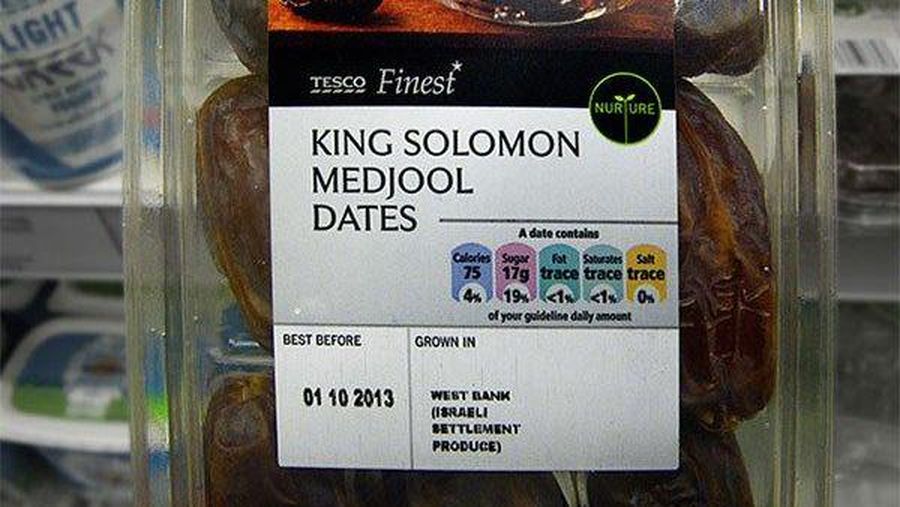 LIGHT
GREEK
TESCO Finest*
NURTURE
KING SOLOMON
MEDJOOL
DATES
A date contains
Calories Sugar Fat Saturates Salt
75 17g trace trace trace
4% 19% <1% <1% 0%
of your guideline daily amount
BEST BEFORE
01 10 2013
GROWN IN
WEST BANK
(ISRAELI
SETTLEMENT
PRODUCE)